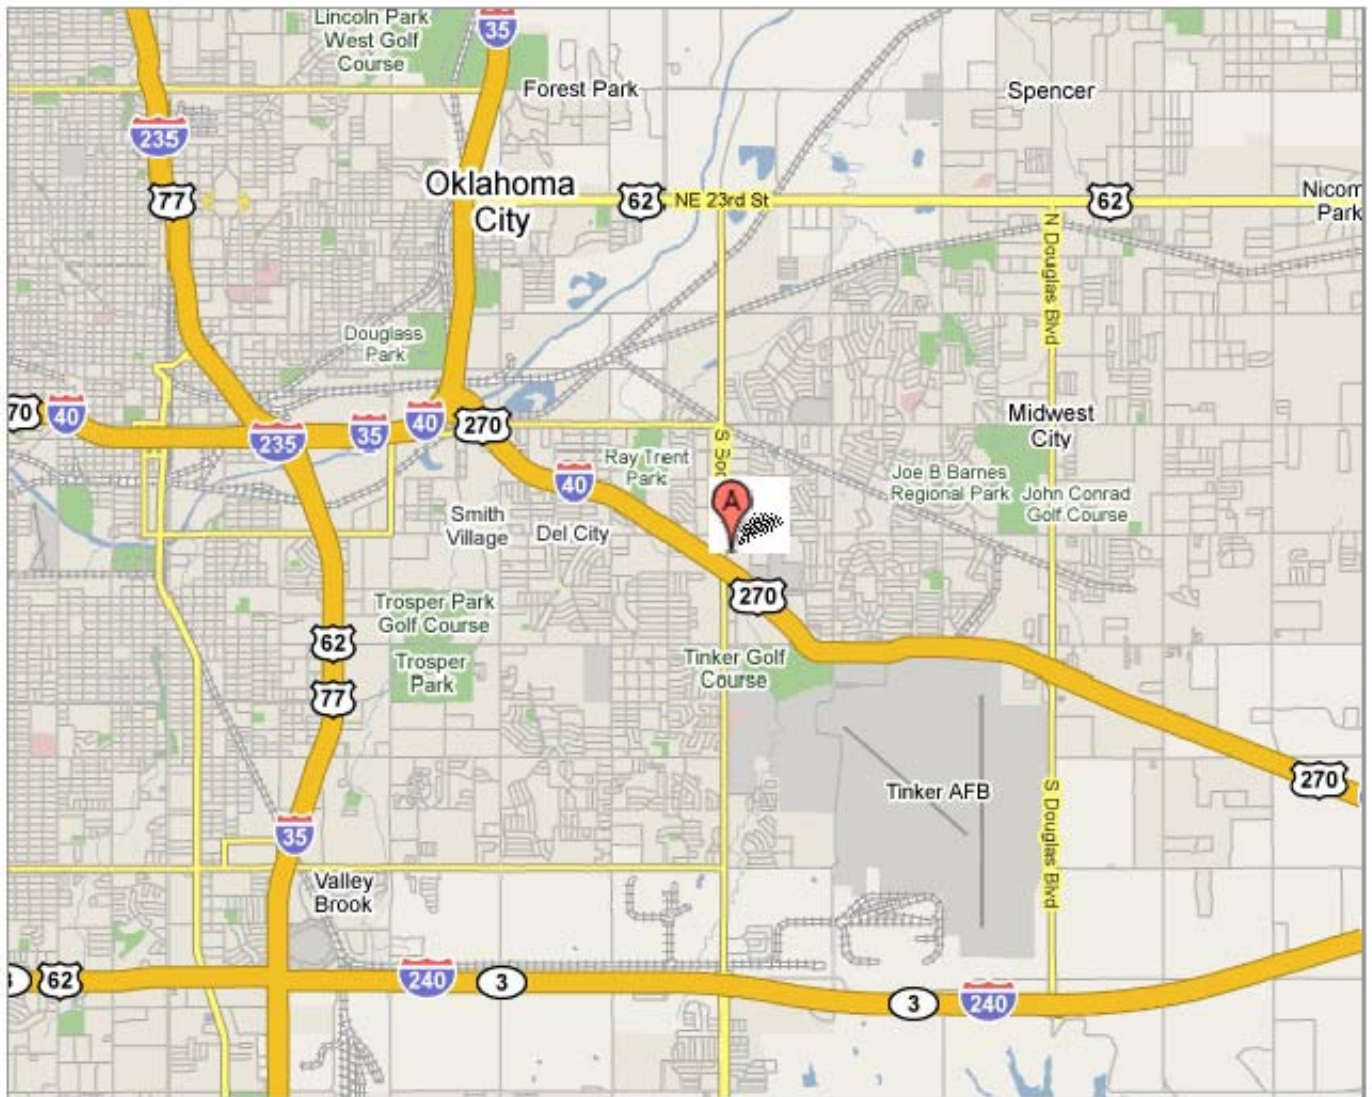 Lincoln Park
West Golf
Course
35
Forest Park
Spencer
235
77
Oklahoma
City
62
NE 23rd St
62
Nicom
Park
N Douglas Blvd
Douglass
Park
70
40
235
35
40
270
Midwest
City
S Soo
Ray Trent
Park
40
Joe B Barnes
Regional Park
John Conrad
Golf Course
A
Smith
Village
Del City
270
Trosper Park
Golf Course
62
Trosper
Park
Tinker Golf
Course
77
270
Tinker AFB
S Douglas Blvd
35
Valley
Brook
62
240
3
3
240